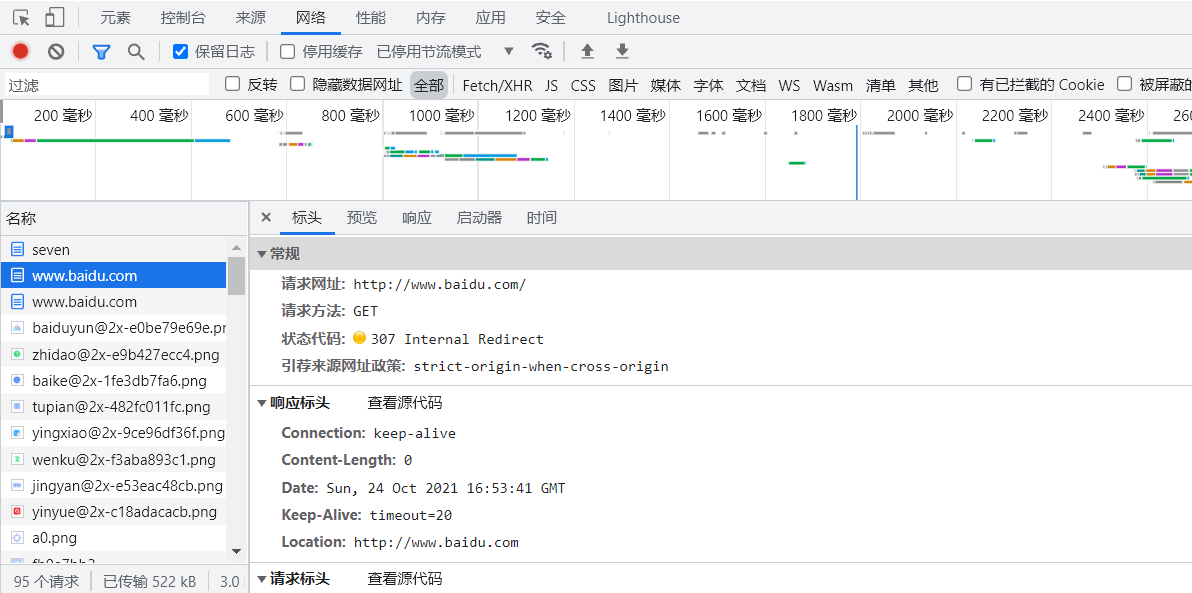 元素 控制台 来源 网络 性能 内存 应用 安全 Lighthouse
保留日志 停用缓存 已停用节流模式
过滤 反转 隐藏数据网址 全部 Fetch/XHR JS CSS 图片 媒体 字体 文档 WS Wasm 清单 其他 有已拦截的 Cookie 被屏蔽的
200 毫秒 400 毫秒 600 毫秒 800 毫秒 1000 毫秒 1200 毫秒 1400 毫秒 1600 毫秒 1800 毫秒 2000 毫秒 2200 毫秒 2400 毫秒
名称
seven
www.baidu.com
www.baidu.com
baiduyun@2x-e0be79e69e.pr
zhidao@2x-e9b427ecc4.png
baike@2x-1fe3db7fa6.png
tupian@2x-482fc011fc.png
yingxiao@2x-9ce96df36f.png
wenku@2x-f3aba893c1.png
jingyan@2x-e53eac48cb.png
yinyue@2x-c18adacacb.png
a0.png
95 个请求 已传输 522 kB 3.0
标头 预览 响应 启动器 时间
常规
请求网址: http://www.baidu.com/
请求方法: GET
状态代码: 307 Internal Redirect
引荐来源网址政策: strict-origin-when-cross-origin
响应标头 查看源代码
Connection: keep-alive
Content-Length: 0
Date: Sun, 24 Oct 2021 16:53:41 GMT
Keep-Alive: timeout=20
Location: http://www.baidu.com
请求标头 查看源代码